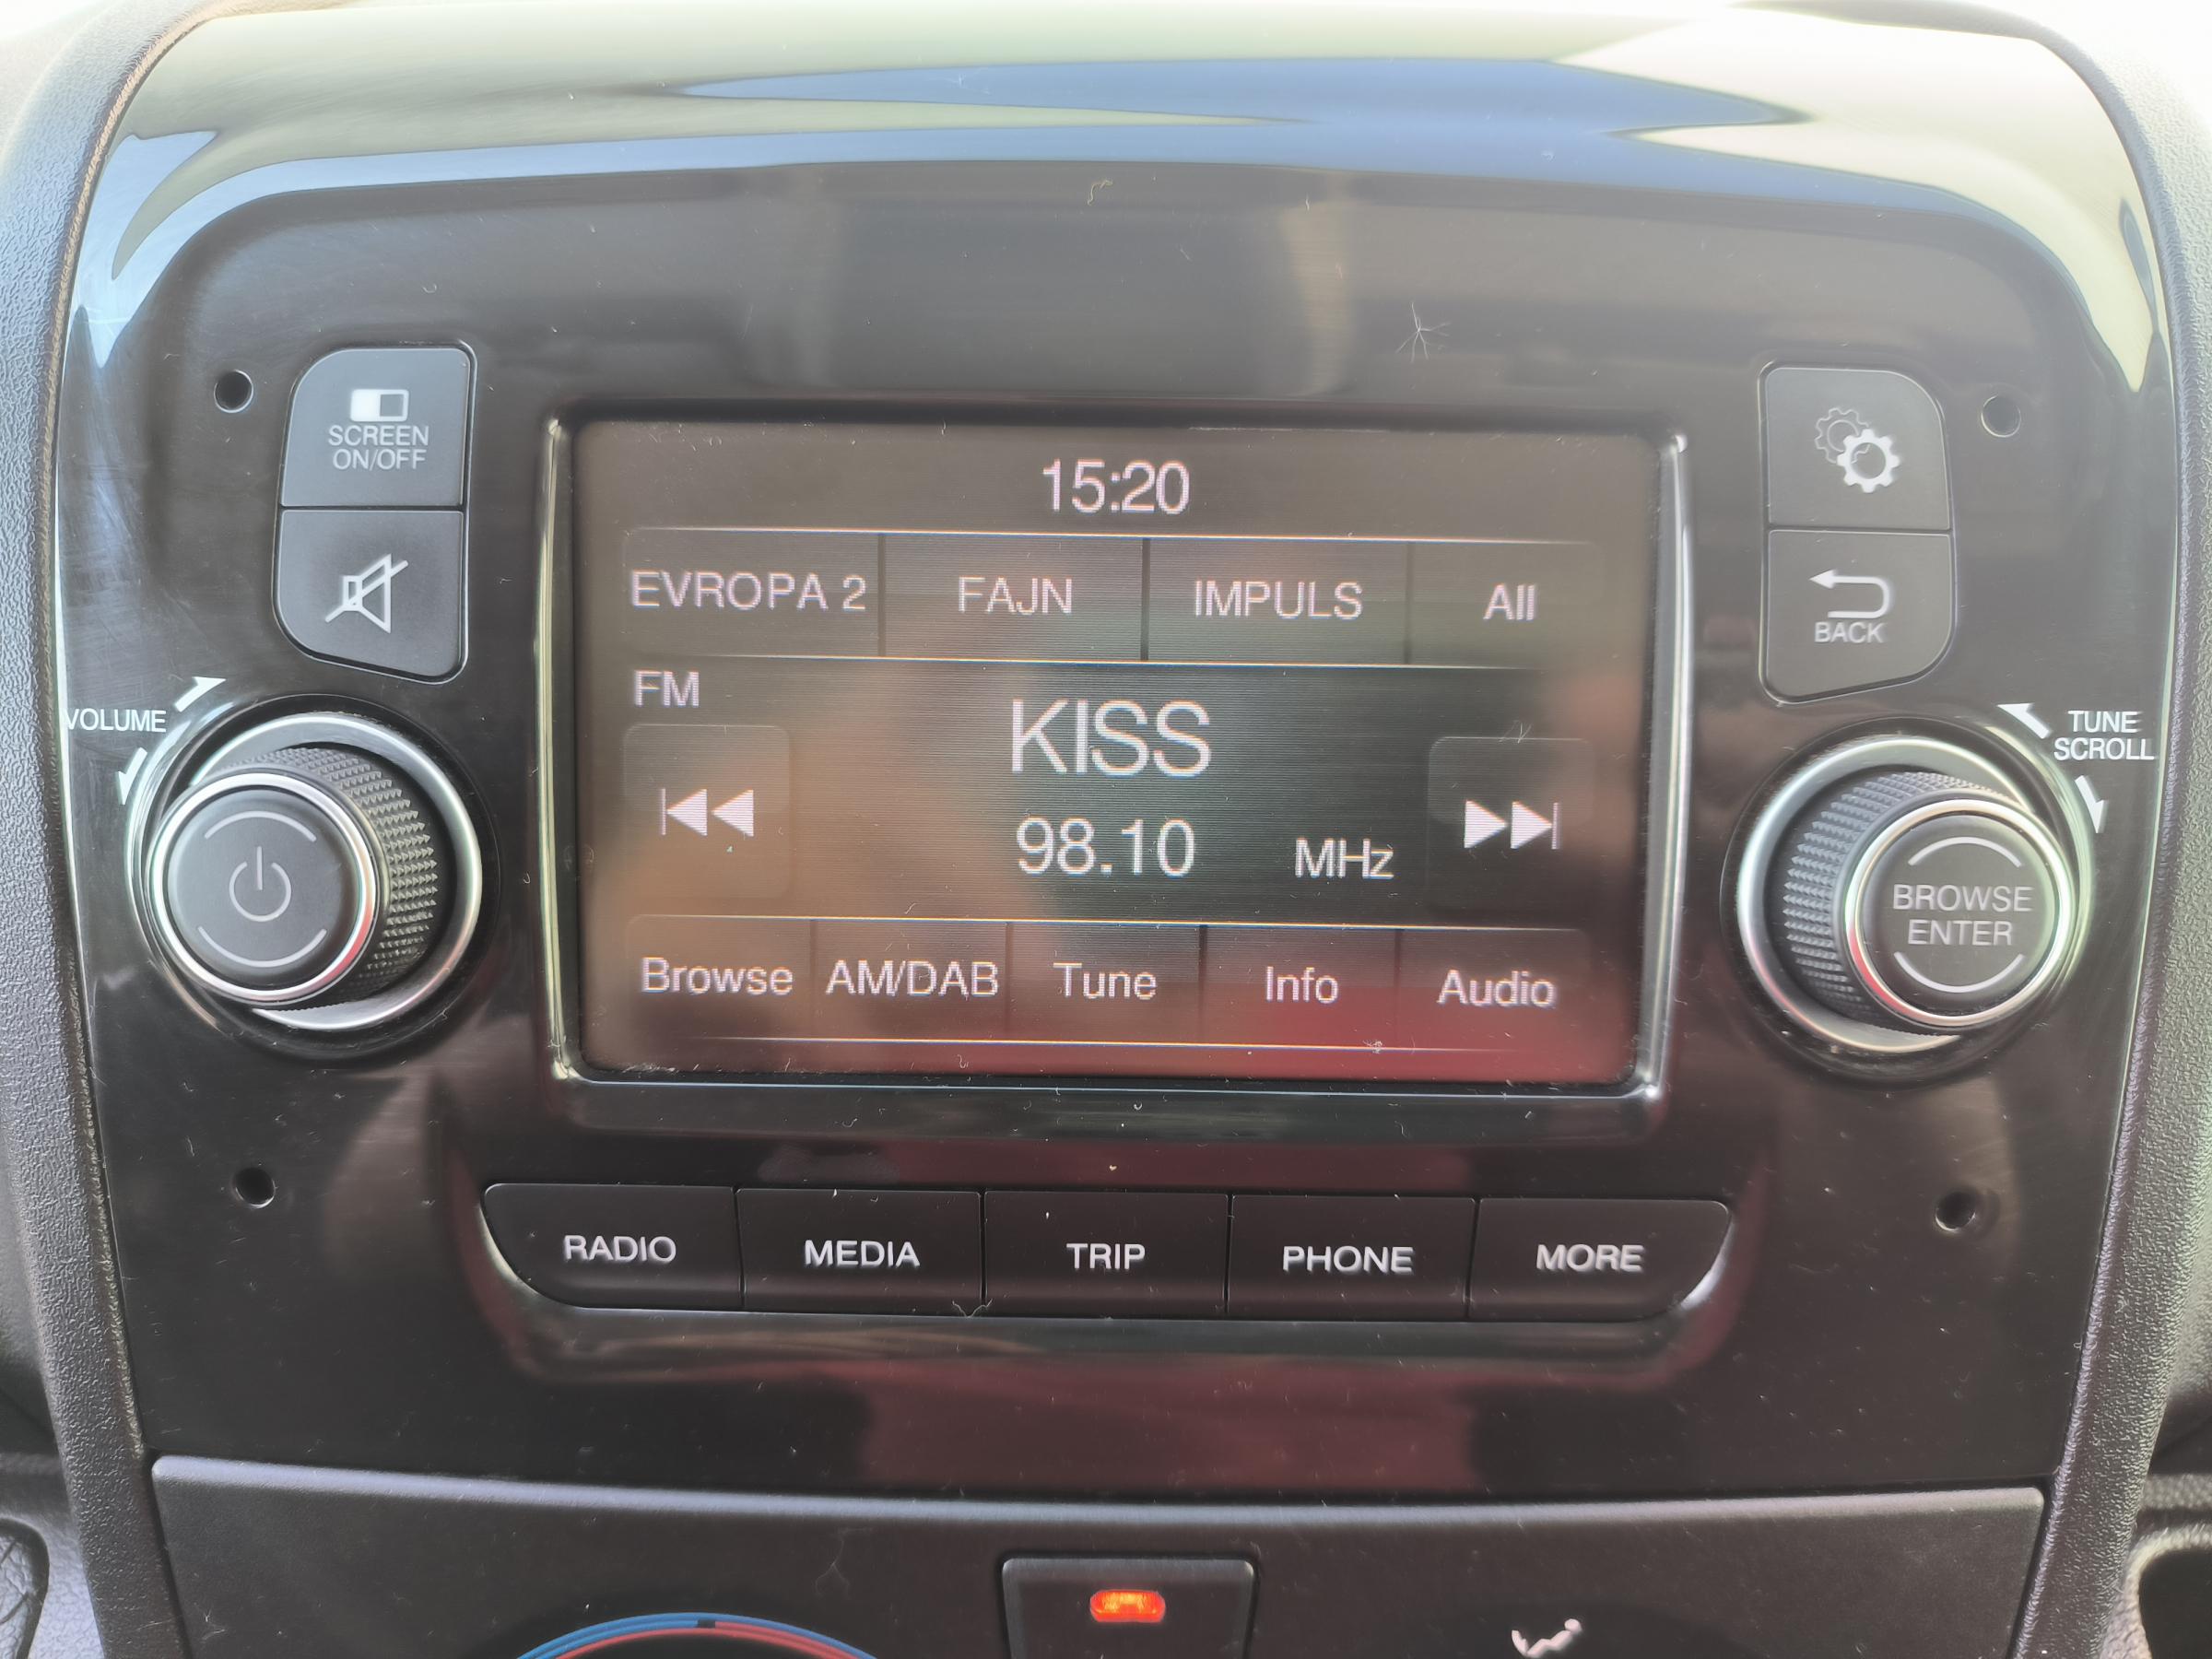 SCREEN
ON/OFF
15:20
EVROPA 2 FAJN IMPULS All
BACK
FM
KISS
VOLUME
TUNE
SCROLL
98.10 MHz
BROWSE
ENTER
Browse AM/DAB Tune Info Audio
RADIO MEDIA TRIP PHONE MORE